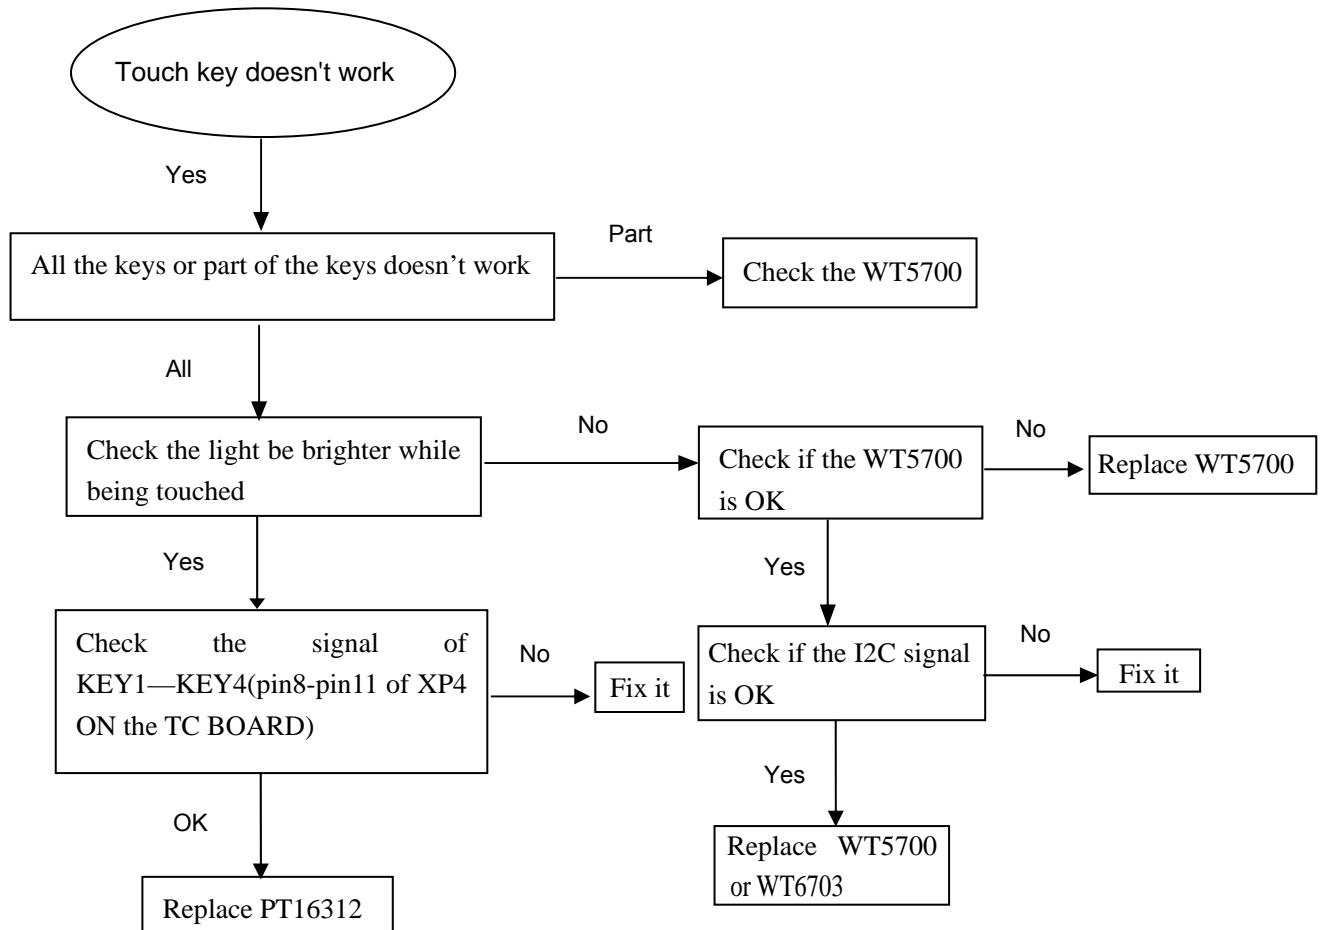 Touch key doesn't work
Yes
All the keys or part of the keys doesn’t work
Part
Check the WT5700
All
Check the light be brighter while
being touched
No
Check if the WT5700
is OK
No
Replace WT5700
Yes
Yes
Check the signal of
KEY1—KEY4(pin8-pin11 of XP4
ON the TC BOARD)
No
Fix it
Check if the I2C signal
is OK
No
Fix it
OK
Yes
Replace WT5700
or WT6703
Replace PT16312